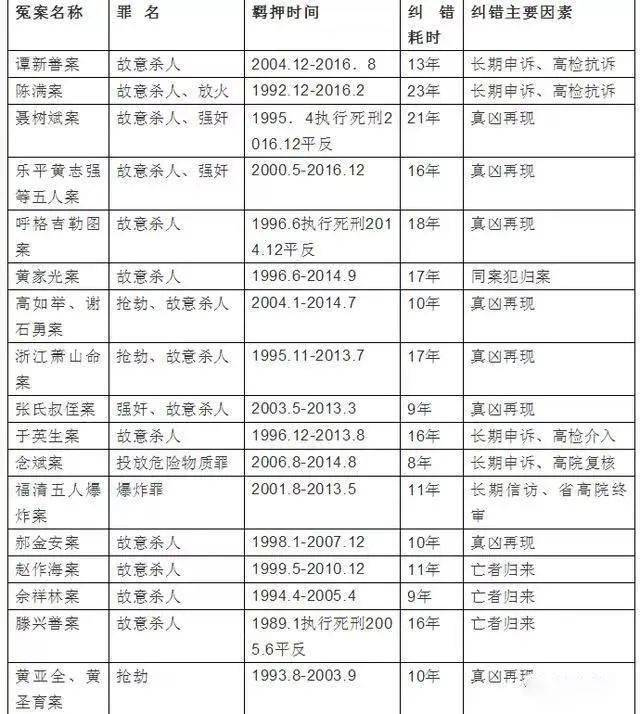 冤案名称 罪 名 羁押时间 纠 错 纠错主要因素
耗时
谭新善案 故意杀人 2004.12-2016．8 13年 长期申诉、高检抗诉
陈满案 故意杀人、放火 1992.12-2016.2 23年 长期申诉、高检抗诉
聂树斌案 故意杀人、强奸 1995．4执行死刑2 21年 真凶再现
016.12平反
乐平黄志强 故意杀人、强奸 2000.5-2016.12 16年 真凶再现
等五人案
呼格吉勒图 故意杀人 1996.6执行死刑201 18年 真凶再现
案 4.12平反
黄家光案 故意杀人 1996.6-2014.9 17年 同案犯归案
高如举、谢 抢劫、故意杀人 2004.1-2014.7 10年 真凶再现
石勇案
浙江萧山命 抢劫、故意杀人 1995.11-2013.7 17年 真凶再现
案
张氏叔侄案 强奸、故意杀人 2003.5-2013.3 9年 真凶再现
于英生案 故意杀人 1996.12-2013.8 16年 长期申诉、高检介入
念斌案 投放危险物质罪 2006.8-2014.8 8年 长期申诉、高院复核
福清五人爆 爆炸罪 2001.8-2013.5 11年 长期信访、省高院终
炸案 审
郝金安案 故意杀人 1998.1-2007.12 10年 真凶再现
赵作海案 故意杀人 1999.5-2010.12 11年 亡者归来
余祥林案 故意杀人 1994.4-2005.4 9年 亡者归来
滕兴善案 故意杀人 1989.1执行死刑200 16年 亡者归来
5.6平反
黄亚全、黄 抢劫 1993.8-2003.9 10年 真凶再现
圣育案